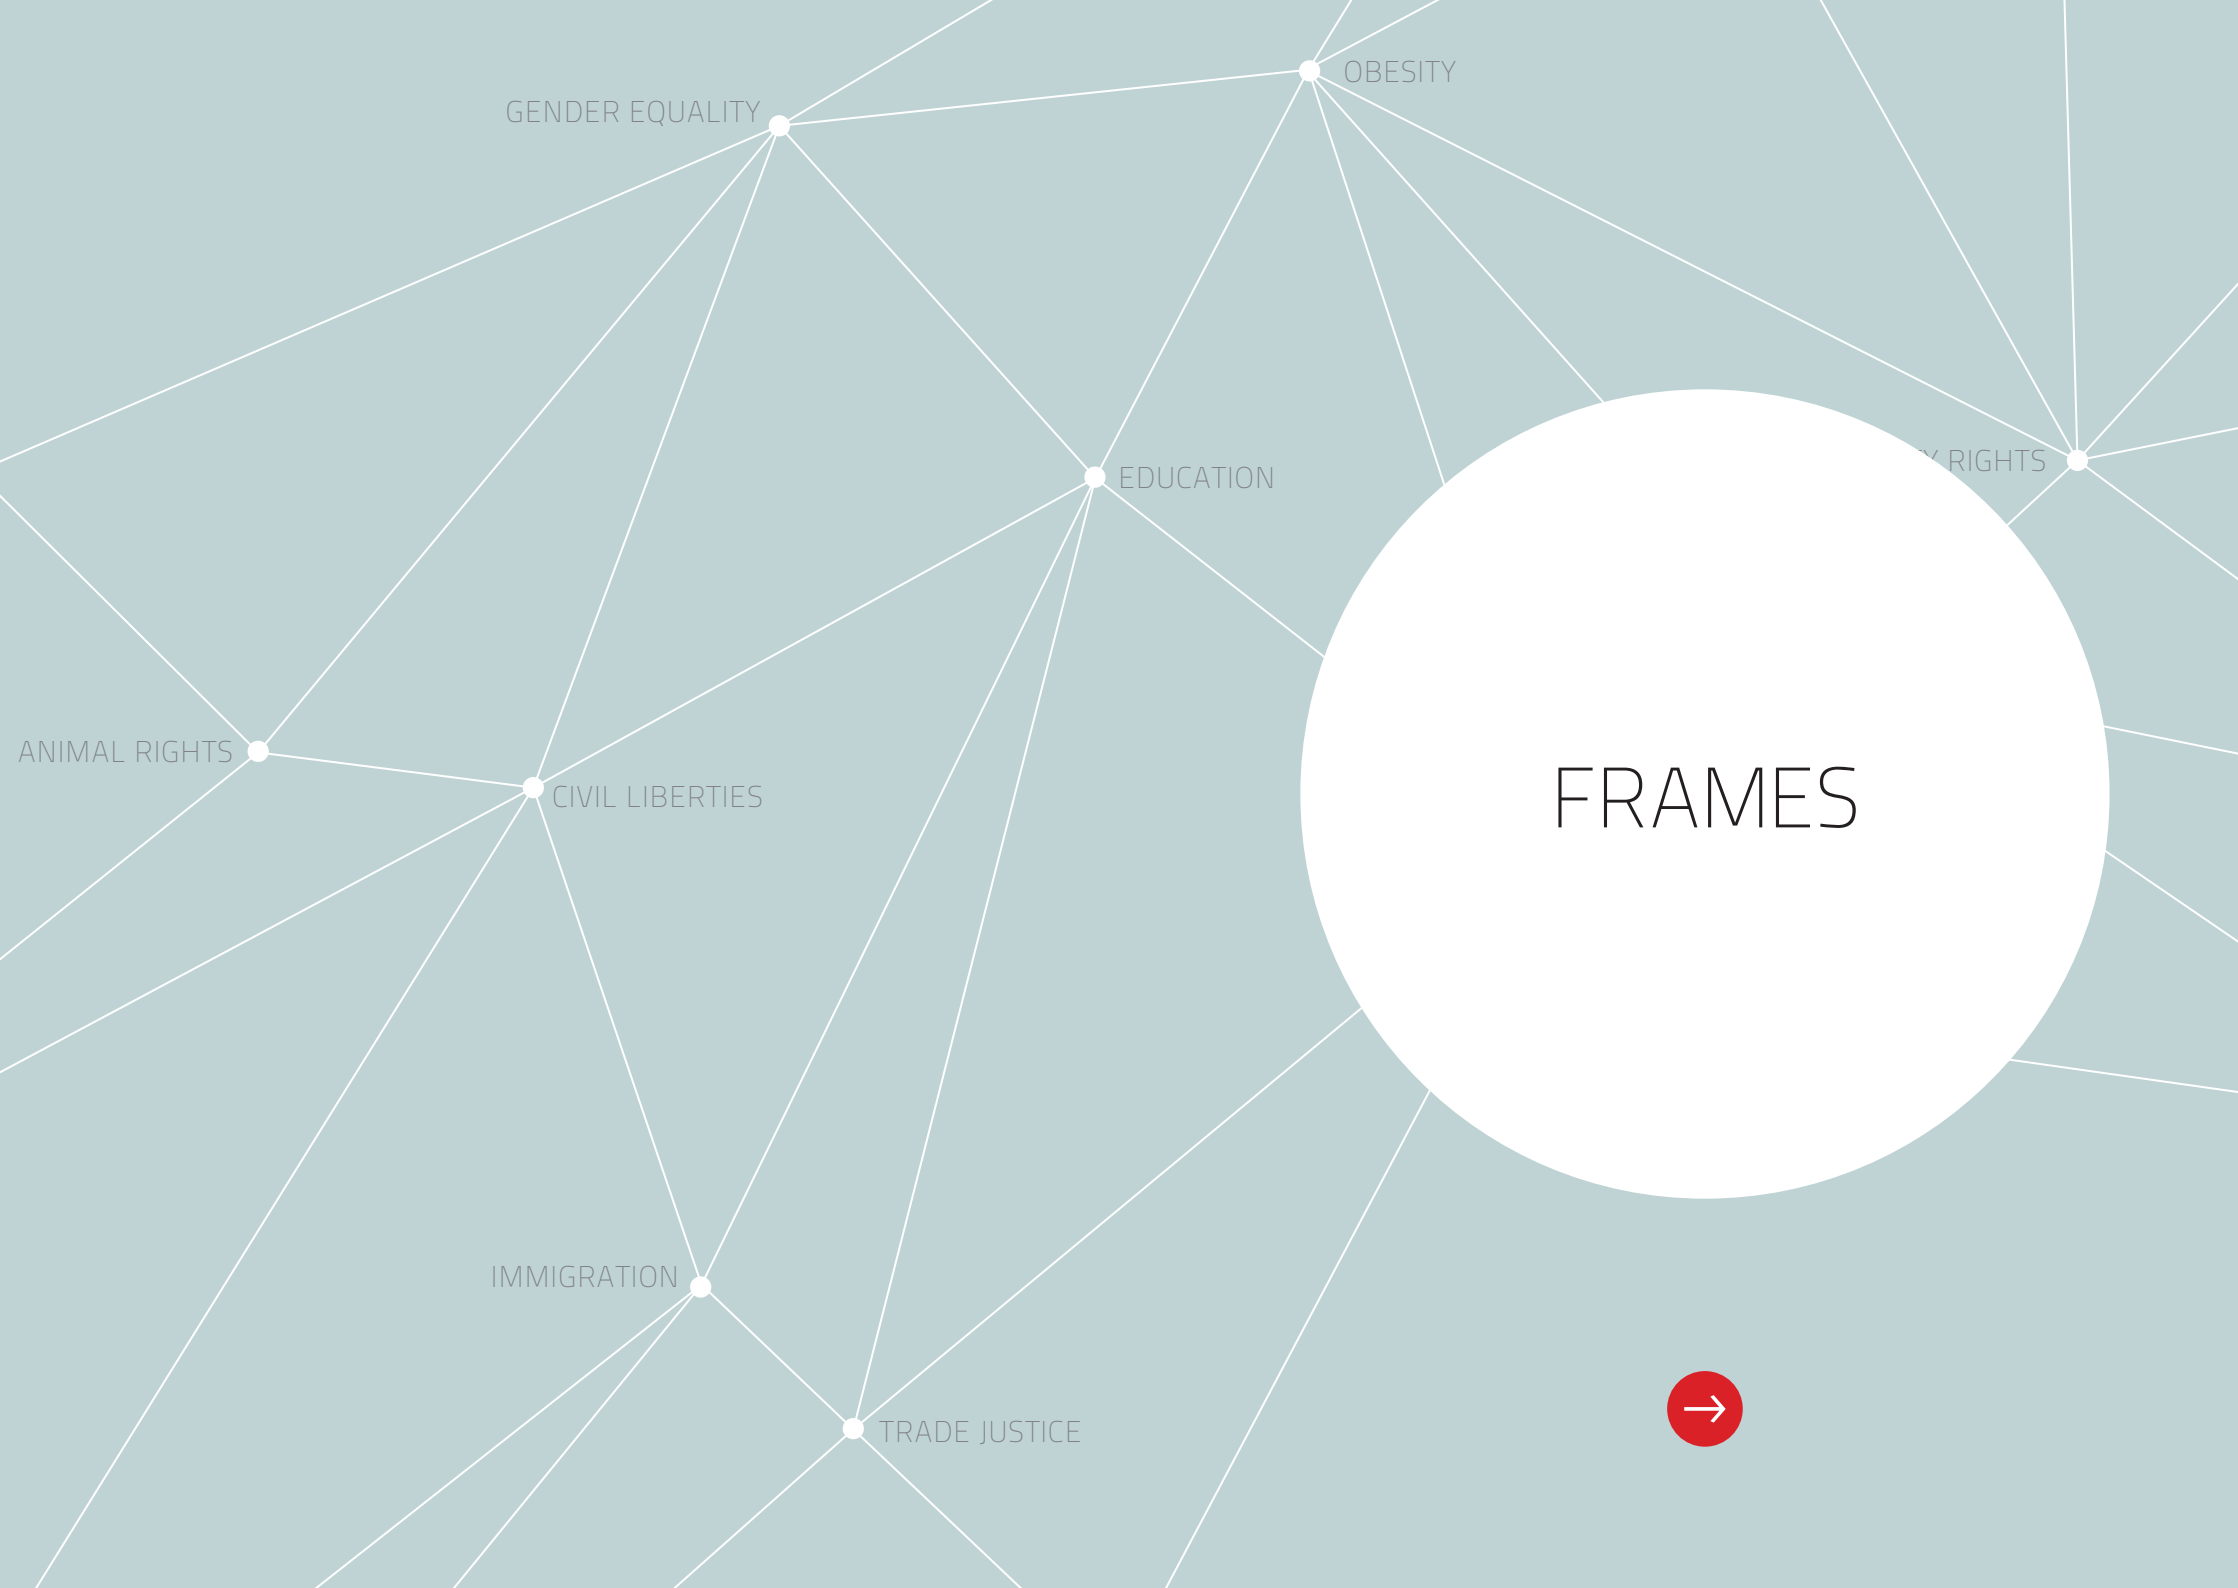 OBESITY
GENDER EQUALITY
RIGHTS
EDUCATION
ANIMAL RIGHTS
CIVIL LIBERTIES
FRAMES
IMMIGRATION
TRADE JUSTICE